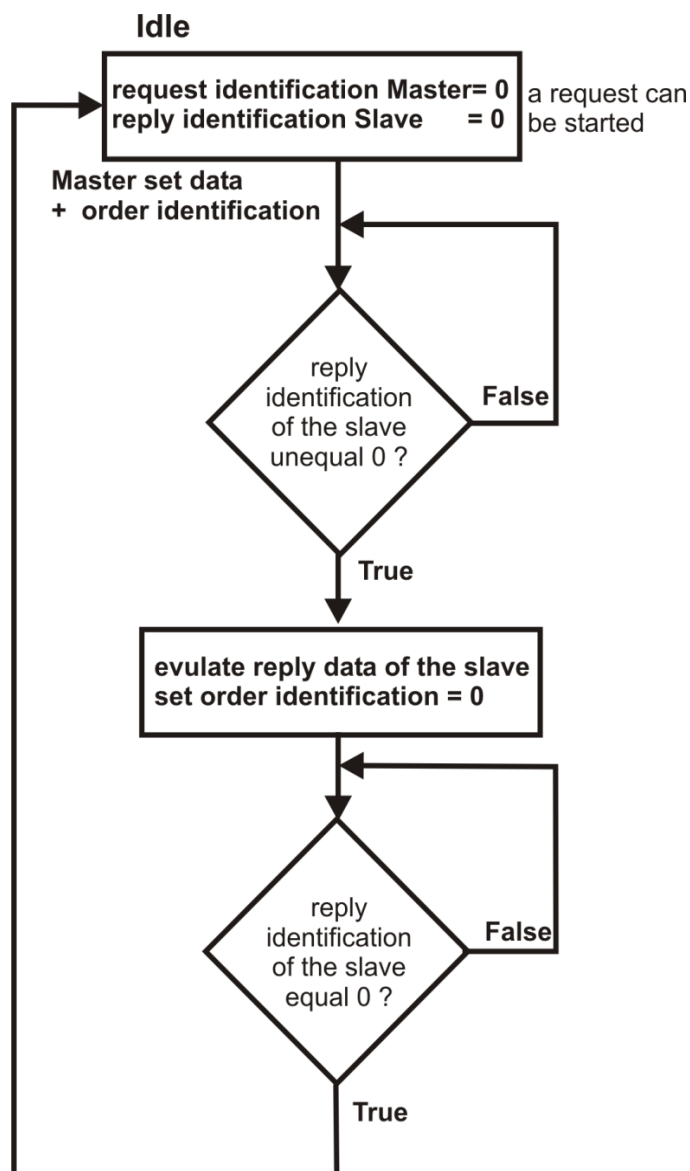 Idle
request identification Master= 0
reply identification Slave = 0
a request can
be started
Master set data
+ order identification
reply
identification
of the slave
unequal 0 ?
False
True
evulate reply data of the slave
set order identification = 0
reply
identification
of the slave
equal 0 ?
False
True